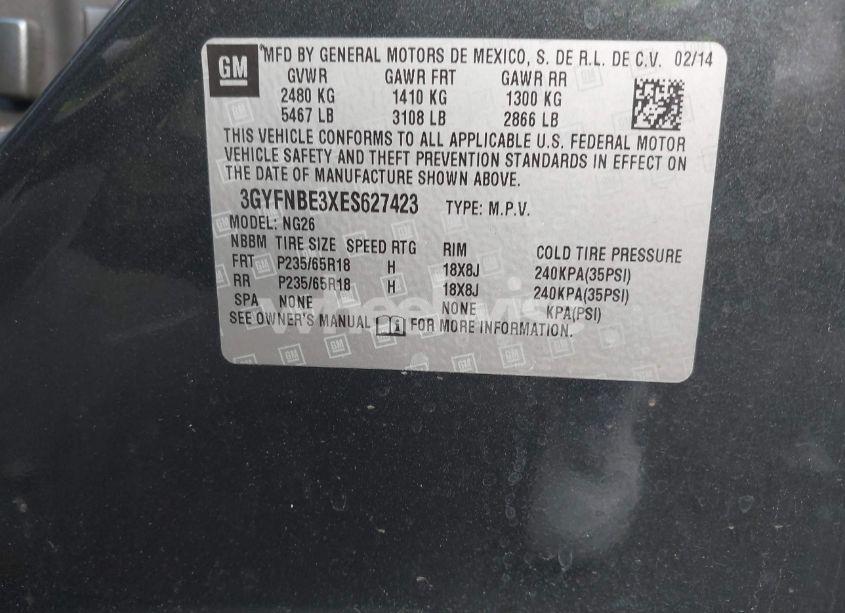 GM
MFD BY GENERAL MOTORS DE MEXICO, S. DE R.L. DE C.V. 02/14
GVWR GAWR FRT GAWR RR
2480 KG 1410 KG 1300 KG
5467 LB 3108 LB 2866 LB
THIS VEHICLE CONFORMS TO ALL APPLICABLE U.S. FEDERAL MOTOR
VEHICLE SAFETY AND THEFT PREVENTION STANDARDS IN EFFECT ON
THE DATE OF MANUFACTURE SHOWN ABOVE.
3GYFNBE3XES627423 TYPE: M.P.V.
MODEL: NG26
NBBM TIRE SIZE SPEED RTG RIM COLD TIRE PRESSURE
FRT P235/65R18 H 18X8J 240KPA(35PSI)
RR P235/65R18 H 18X8J 240KPA(35PSI)
SPA NONE NONE KPA(PSI)
SEE OWNER'S MANUAL FOR MORE INFORMATION.